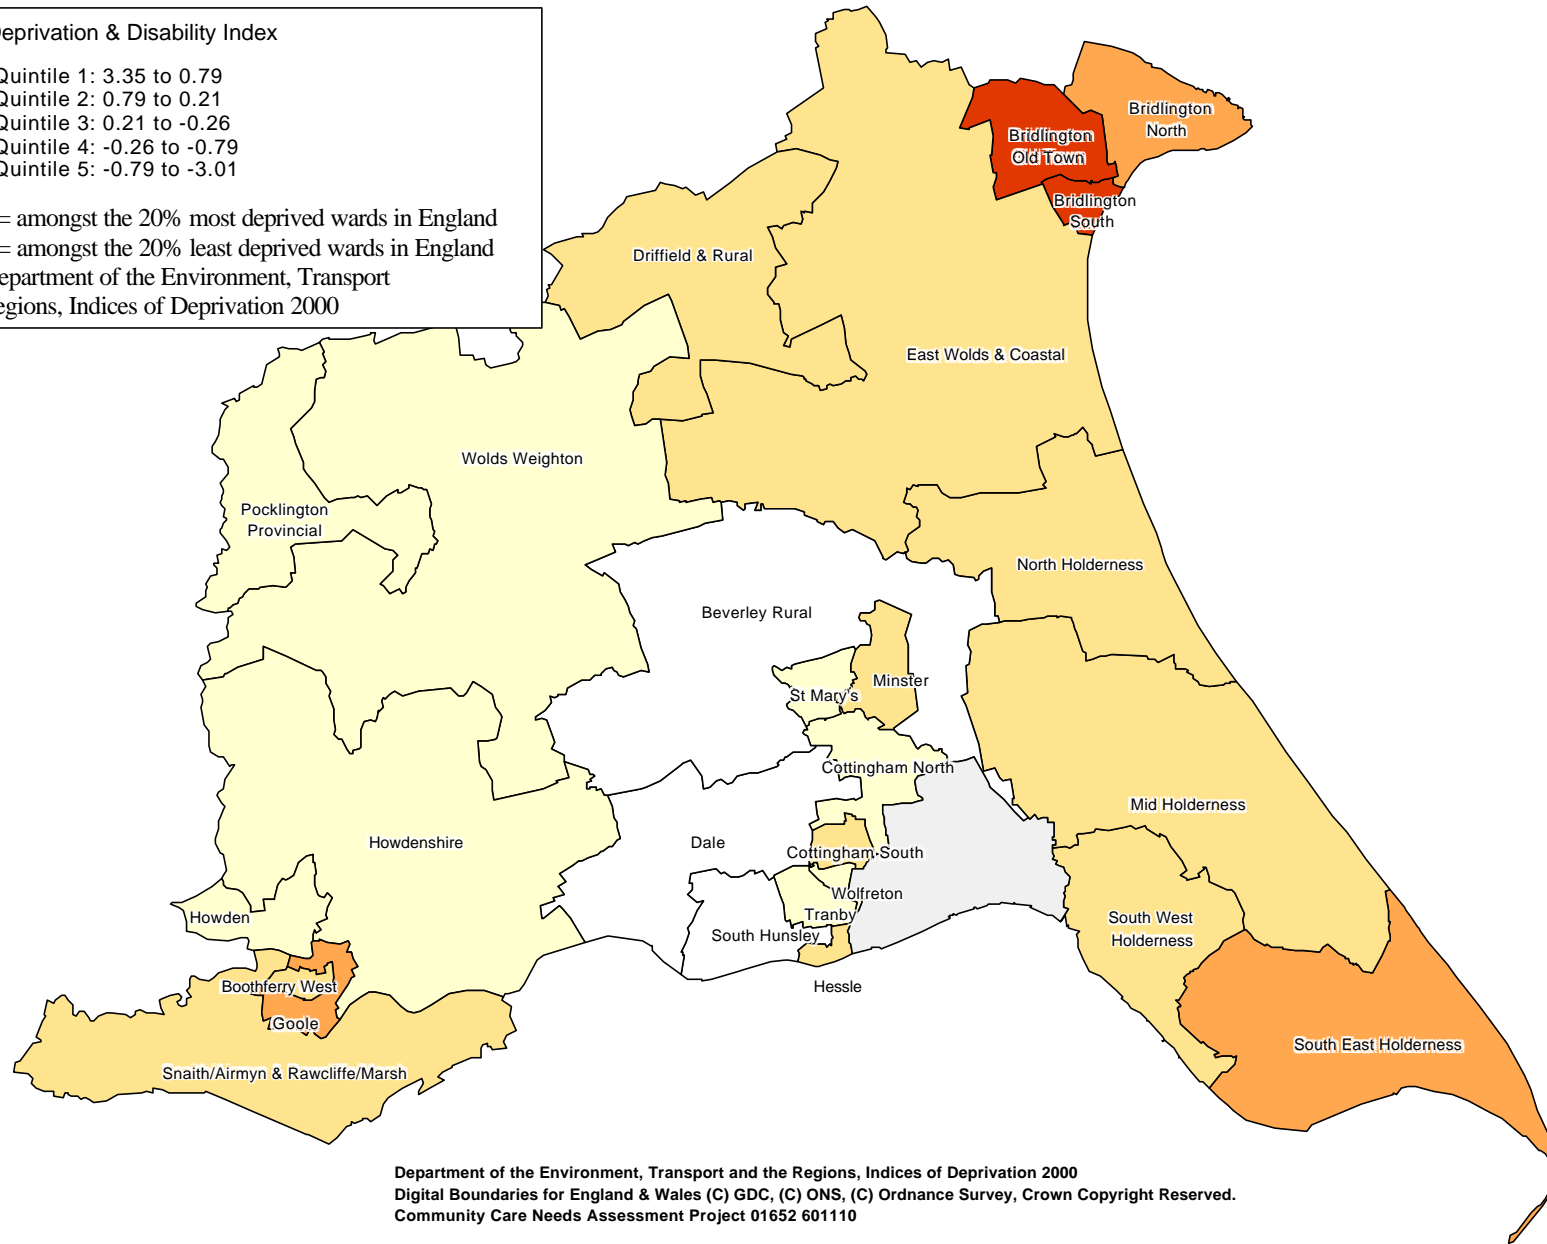 eprivation & Disability Index
Quintile 1: 3.35 to 0.79
Quintile 2: 0.79 to 0.21
Quintile 3: 0.21 to -0.26
Quintile 4: -0.26 to -0.79
Quintile 5: -0.79 to -3.01
= amongst the 20% most deprived wards in England
= amongst the 20% least deprived wards in England
epartment of the Environment, Transport
egions, Indices of Deprivation 2000
Bridlington
North
Bridlington
Old Town
Bridlington
South
Driffield & Rural
East Wolds & Coastal
Wolds Weighton
Pocklington
Provincial
North Holderness
Beverley Rural
Minster
St Mary's
Cottingham North
Mid Holderness
Howdenshire
Dale
Cottingham South
Wolfreton
Tranby
Howden
South Hunsley
South West
Holderness
Hessle
Boothferry West
Goole
South East Holderness
Snaith/Airmyn & Rawcliffe/Marsh
Department of the Environment, Transport and the Regions, Indices of Deprivation 2000
Digital Boundaries for England & Wales (C) GDC, (C) ONS, (C) Ordnance Survey, Crown Copyright Reserved.
Community Care Needs Assessment Project 01652 601110